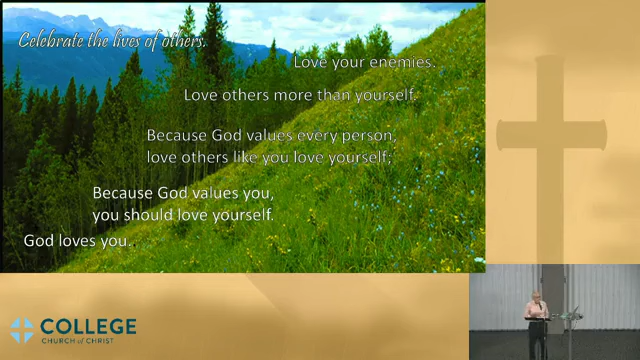 Celebrate the lives of others.
Love your enemies.
Love others more than yourself.
Because God values every person,
love others like you love yourself;
Because God values you,
you should love yourself.
God loves you.
COLLEGE
CHURCH of CHRIST